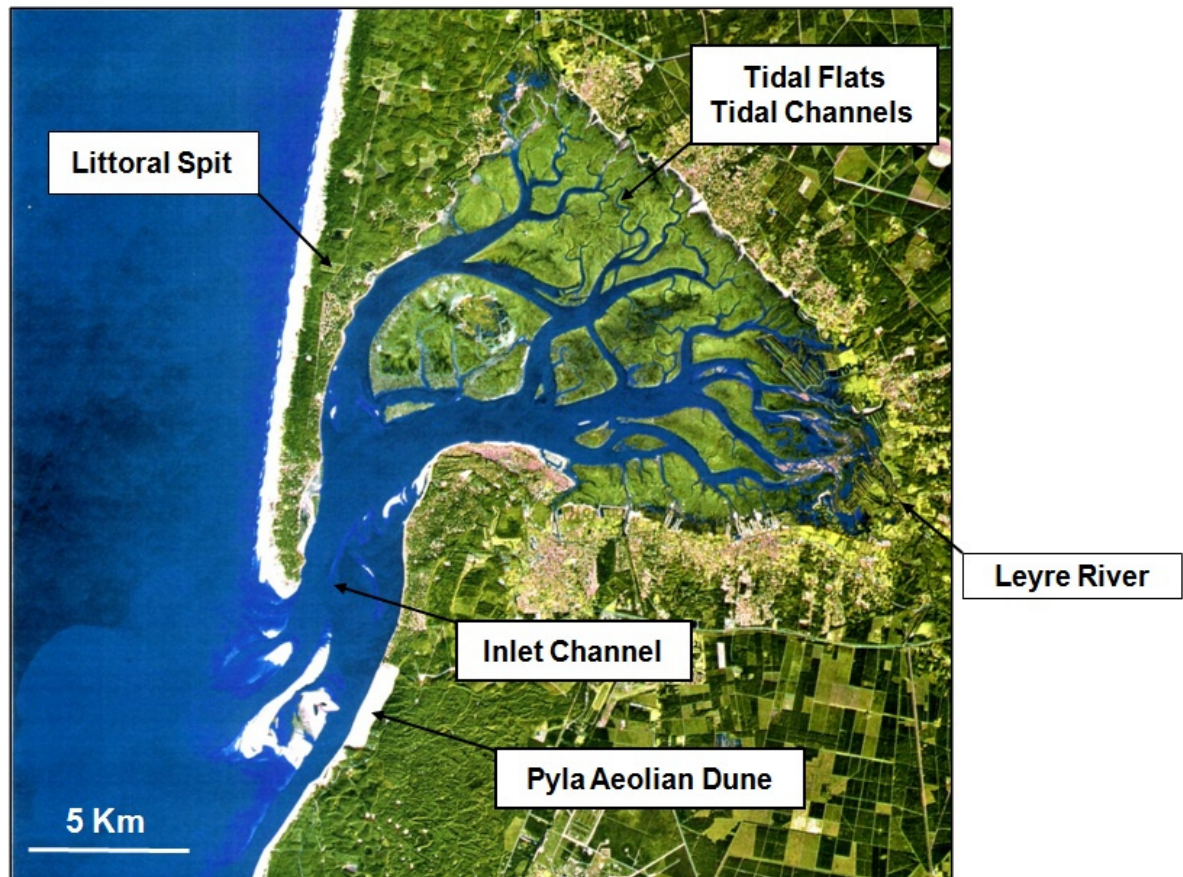 Tidal Flats
Tidal Channels
Littoral Spit
Leyre River
Inlet Channel
Pyla Aeolian Dune
5 Km